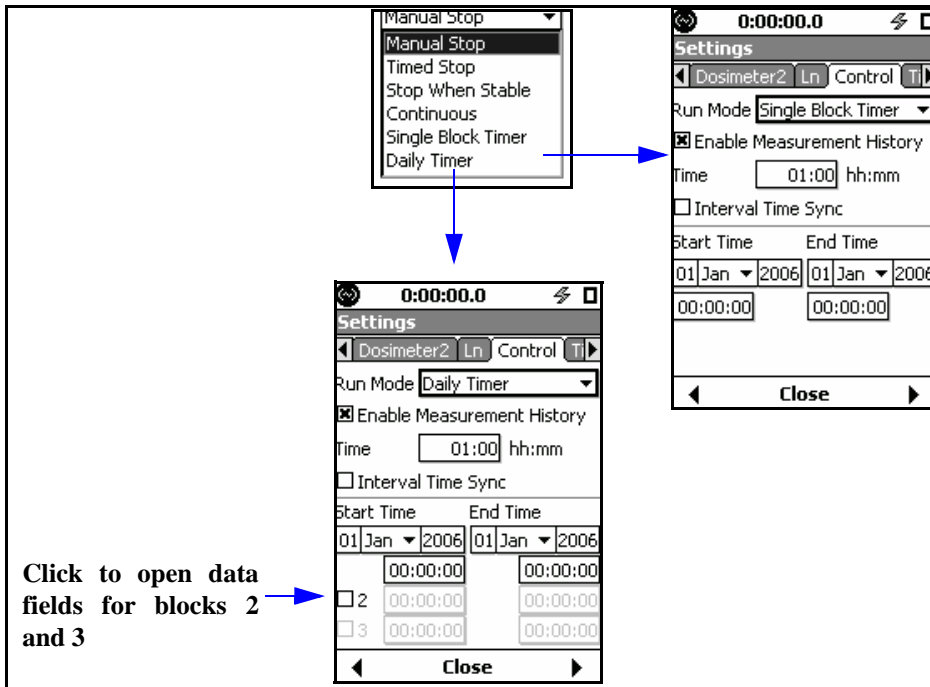 Manual Stop
Manual Stop
Timed Stop
Stop When Stable
Continuous
Single Block Timer
Daily Timer
0:00:00.0
Settings
Dosimeter2 Ln Control Ti
Run Mode Single Block Timer
Enable Measurement History
Time 01:00 hh:mm
Interval Time Sync
Start Time End Time
01 Jan 2006 01 Jan 2006
00:00:00 00:00:00
Close
0:00:00.0
Settings
Dosimeter2 Ln Control Ti
Run Mode Daily Timer
Enable Measurement History
Time 01:00 hh:mm
Interval Time Sync
Start Time End Time
01 Jan 2006 01 Jan 2006
00:00:00 00:00:00
2 00:00:00 00:00:00
3 00:00:00 00:00:00
Close
Click to open data
fields for blocks 2
and 3